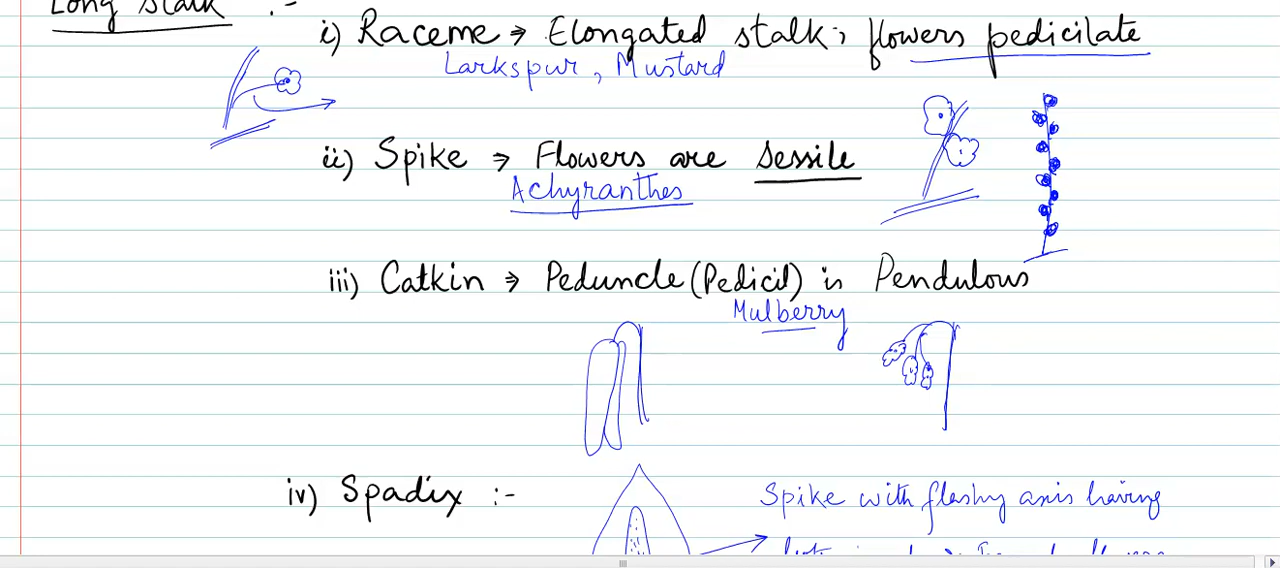 Long Stalk :-
i) Raceme ⇒ Elongated stalk; flowers pedicilate
Larkspur, Mustard
ii) Spike ⇒ Flowers are Sessile
Achyranthes
iii) Catkin ⇒ Peduncle (Pedicil) is Pendulous
Mulberry
iv) Spadix :-
Spike with fleshy axis having